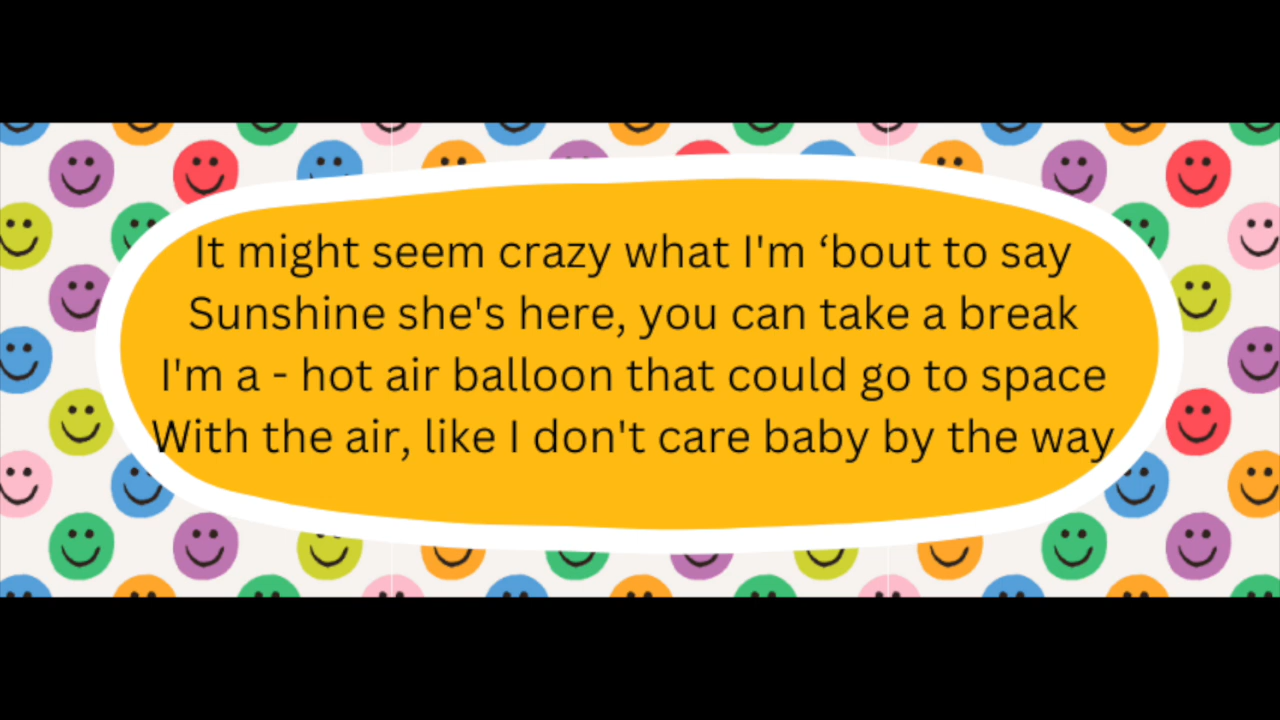 It might seem crazy what I'm ‘bout to say
Sunshine she's here, you can take a break
I'm a - hot air balloon that could go to space
With the air, like I don't care baby by the way